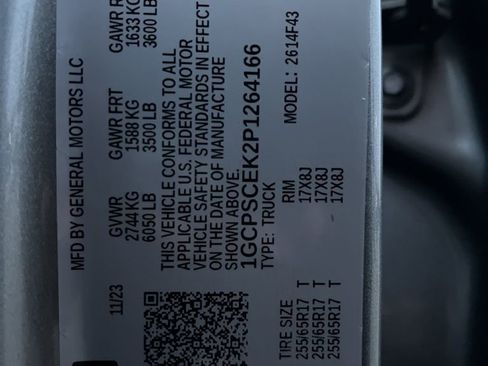 MFD BY GENERAL MOTORS LLC
11/23
GVWR
2744 KG
6050 LB
GAWR FRT
1588 KG
3500 LB
GAWR
1633 KG
3600 LB
THIS VEHICLE CONFORMS TO ALL
APPLICABLE U.S. FEDERAL MOTOR
VEHICLE SAFETY STANDARDS IN EFFECT
ON THE DATE OF MANUFACTURE
SHOWN ABOVE.
1GCPSCEK2P1264166
TYPE: TRUCK
MODEL: 2614F43
TIRE SIZE RIM
255/65R17 T 17X8J
255/65R17 T 17X8J
255/65R17 T 17X8J